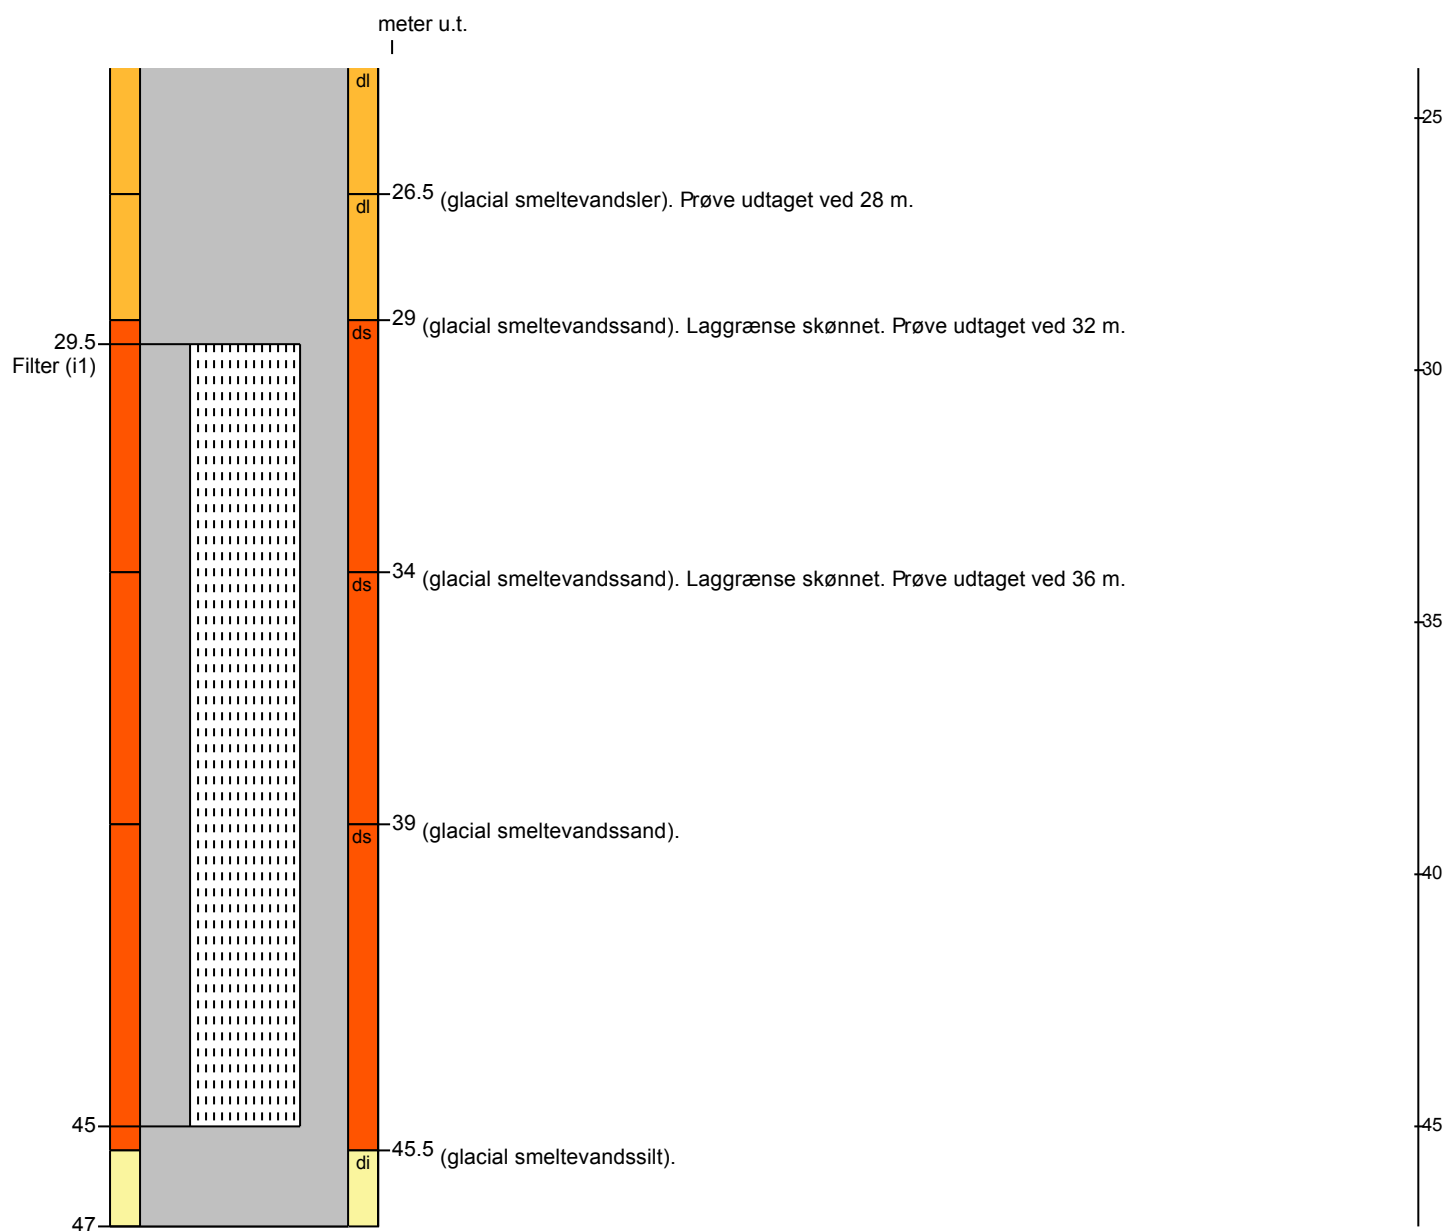 meter u.t.
dl
25
26.5 (glacial smeltevandsler). Prøve udtaget ved 28 m.
dl
29 (glacial smeltevandssand). Laggrænse skønnet. Prøve udtaget ved 32 m.
ds
29.5
Filter (i1)
30
34 (glacial smeltevandssand). Laggrænse skønnet. Prøve udtaget ved 36 m.
ds
35
39 (glacial smeltevandssand).
ds
40
45
45
45.5 (glacial smeltevandssilt).
di
47